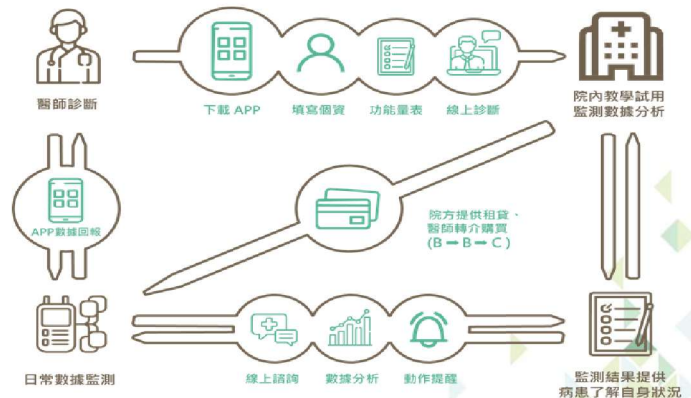 醫師診斷
下載 APP
填寫個資
功能量表
線上診斷
院內教學試用
監測數據分析
APP數據回報
院方提供租貸、
醫師轉介購買
(B➡B➡C)
日常數據監測
線上諮詢
數據分析
動作提醒
監測結果提供
病患了解自身狀況